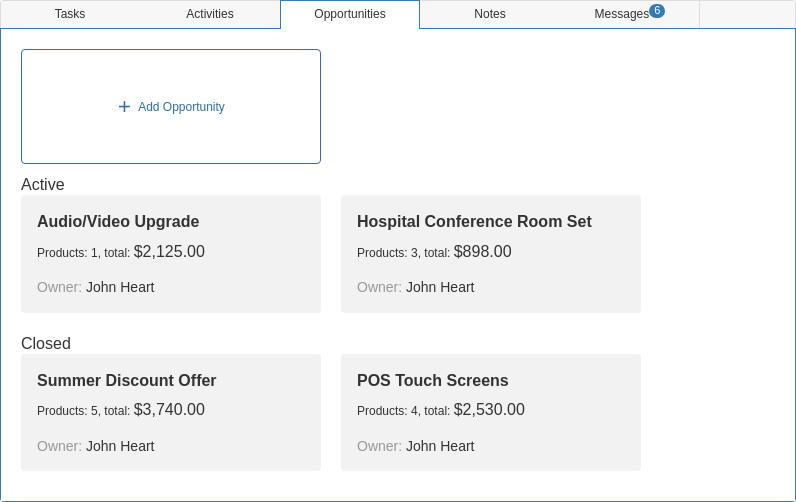 Tasks Activities Opportunities Notes Messages 6
+ Add Opportunity
Active
Audio/Video Upgrade
Products: 1, total: $2,125.00
Owner: John Heart
Hospital Conference Room Set
Products: 3, total: $898.00
Owner: John Heart
Closed
Summer Discount Offer
Products: 5, total: $3,740.00
Owner: John Heart
POS Touch Screens
Products: 4, total: $2,530.00
Owner: John Heart